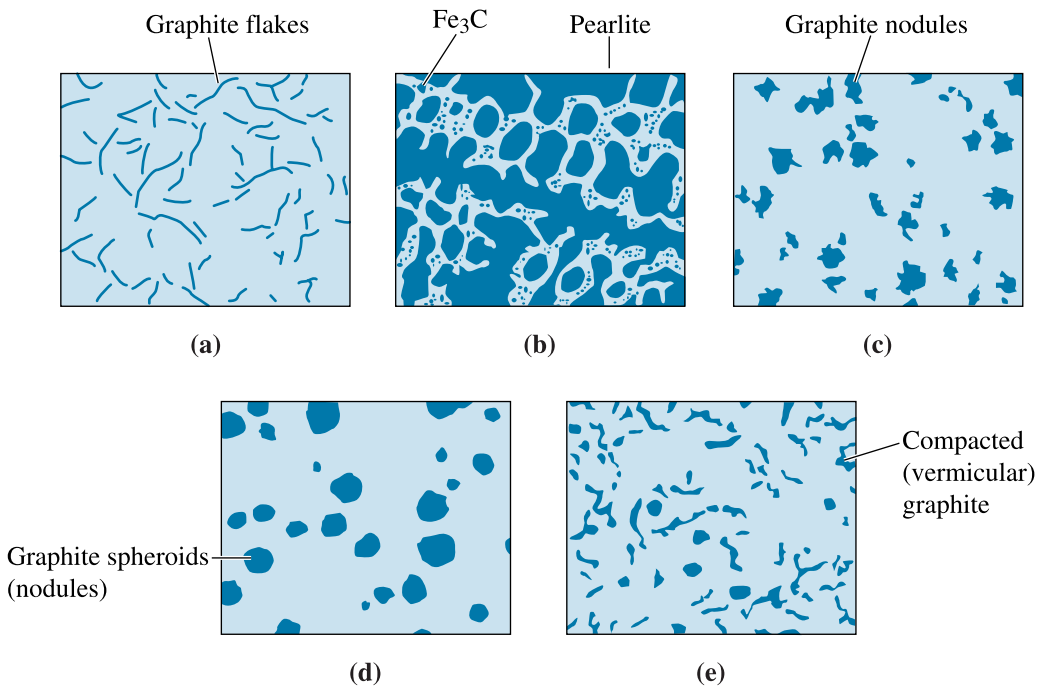 Graphite flakes
Fe₃C
Pearlite
Graphite nodules
(a)
(b)
(c)
Graphite spheroids
(nodules)
Compacted
(vermicular)
graphite
(d)
(e)